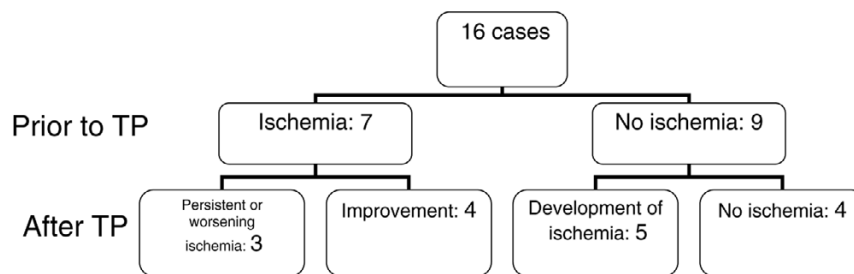 16 cases
Prior to TP
Ischemia: 7
No ischemia: 9
After TP
Persistent or
worsening
ischemia: 3
Improvement: 4
Development of
ischemia: 5
No ischemia: 4